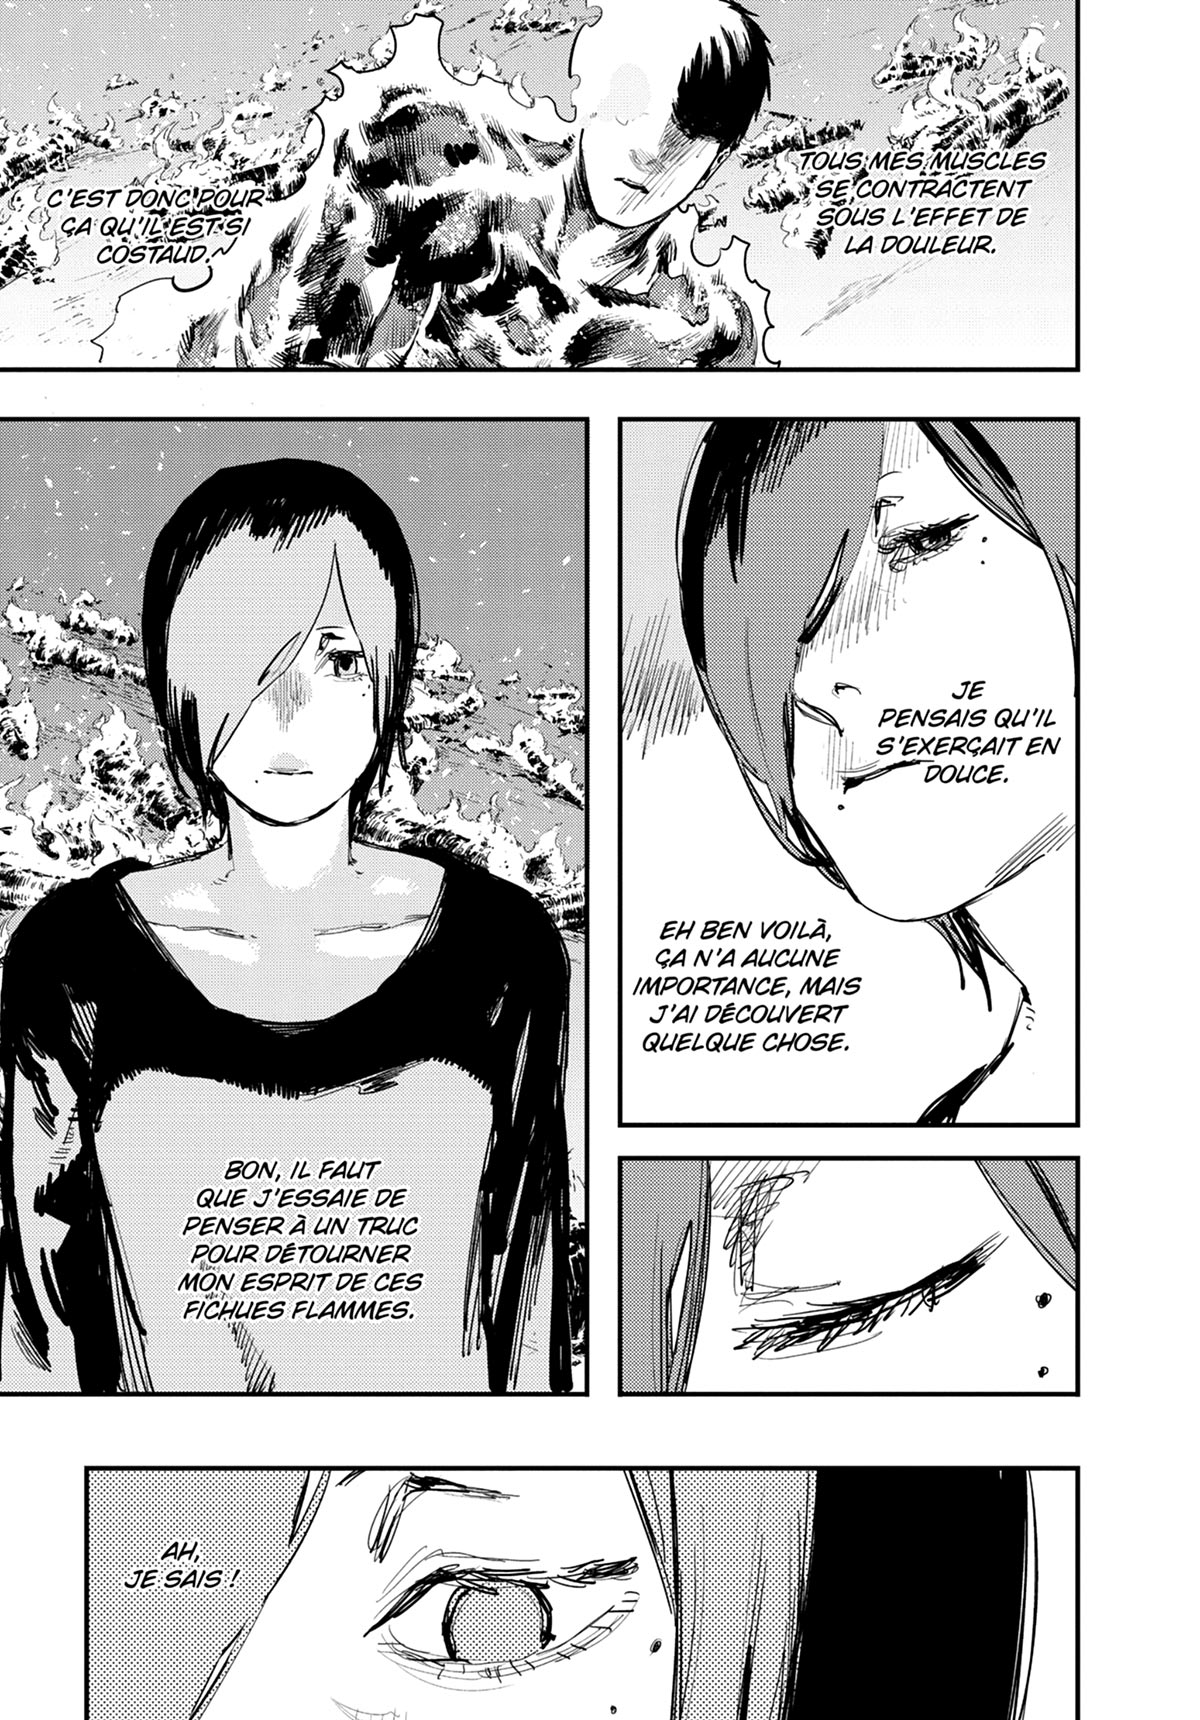 TOUS MES MUSCLES
SE CONTRACTENT
SOUS L'EFFET DE
LA DOULEUR.
C'EST DONC POUR
ÇA QU'IL EST SI
COSTAUD.
JE
PENSAIS QU'IL
S'EXERÇAIT EN
DOUCE.
EH BEN VOILÀ,
ÇA N'A AUCUNE
IMPORTANCE, MAIS
J'AI DÉCOUVERT
QUELQUE CHOSE.
BON, IL FAUT
QUE J'ESSAIE DE
PENSER À UN TRUC
POUR DÉTOURNER
MON ESPRIT DE CES
FICHUES FLAMMES.
AH,
JE SAIS !